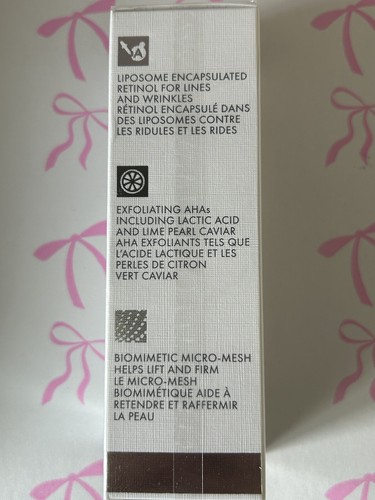 LIPOSOME ENCAPSULATED
RETINOL FOR LINES
AND WRINKLES
RÉTINOL ENCAPSULÉ DANS
DES LIPOSOMES CONTRE
LES RIDULES ET LES RIDES
EXFOLIATING AHAs
INCLUDING LACTIC ACID
AND LIME PEARL CAVIAR
AHA EXFOLIANTS TELS QUE
L'ACIDE LACTIQUE ET LES
PERLES DE CITRON
VERT CAVIAR
BIOMIMETIC MICRO-MESH
HELPS LIFT AND FIRM
LE MICRO-MESH
BIOMIMÉTIQUE AIDE À
RETENDRE ET RAFFERMIR
LA PEAU